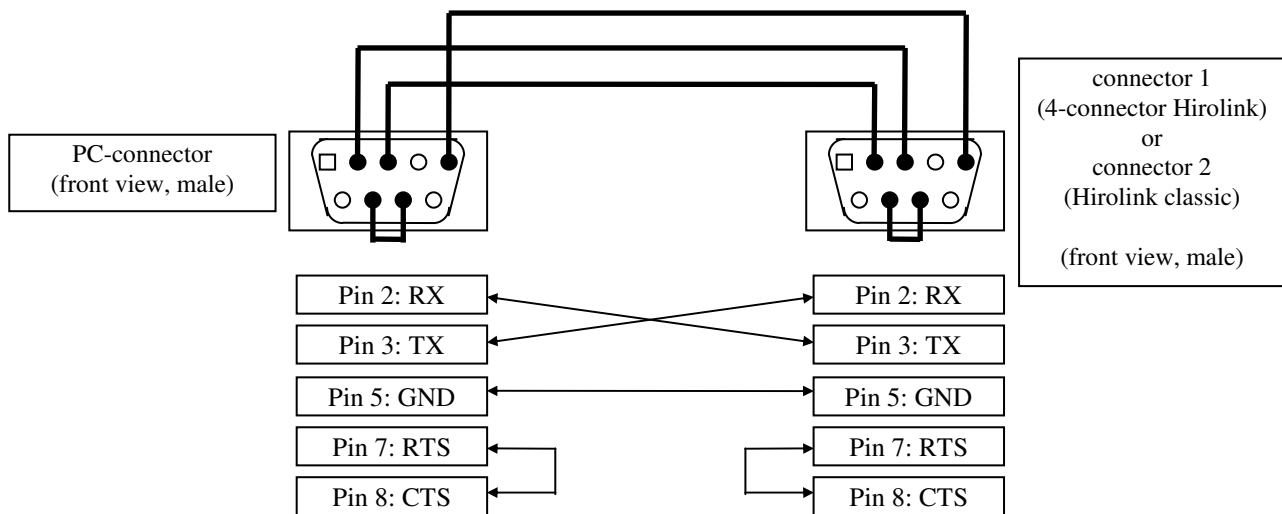 PC-connector
(front view, male)
connector 1
(4-connector Hirolink)
or
connector 2
(Hirolink classic)
(front view, male)
Pin 2: RX
Pin 2: RX
Pin 3: TX
Pin 3: TX
Pin 5: GND
Pin 5: GND
Pin 7: RTS
Pin 7: RTS
Pin 8: CTS
Pin 8: CTS